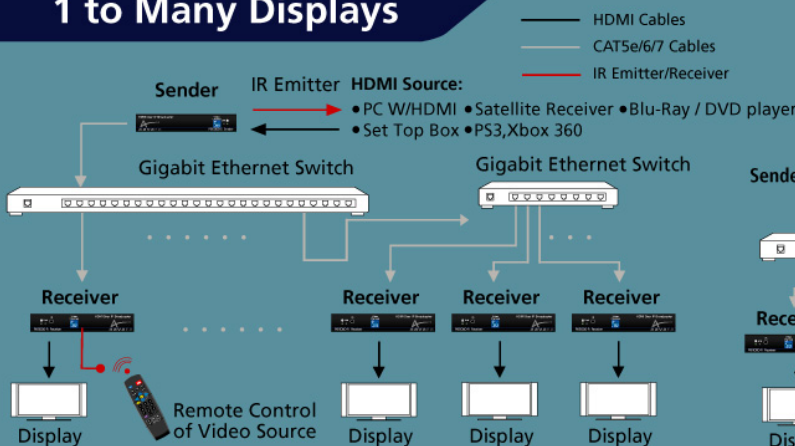 1 to Many Displays
HDMI Cables
CAT5e/6/7 Cables
IR Emitter/Receiver
Sender
IR Emitter
HDMI Source:
•PC W/HDMI •Satellite Receiver •Blu-Ray / DVD player
•Set Top Box •PS3,Xbox 360
Gigabit Ethernet Switch
Gigabit Ethernet Switch
Sende
Receiver
Receiver
Receiver
Receiver
Rece
Remote Control
of Video Source
Display
Display
Display
Display
Dis